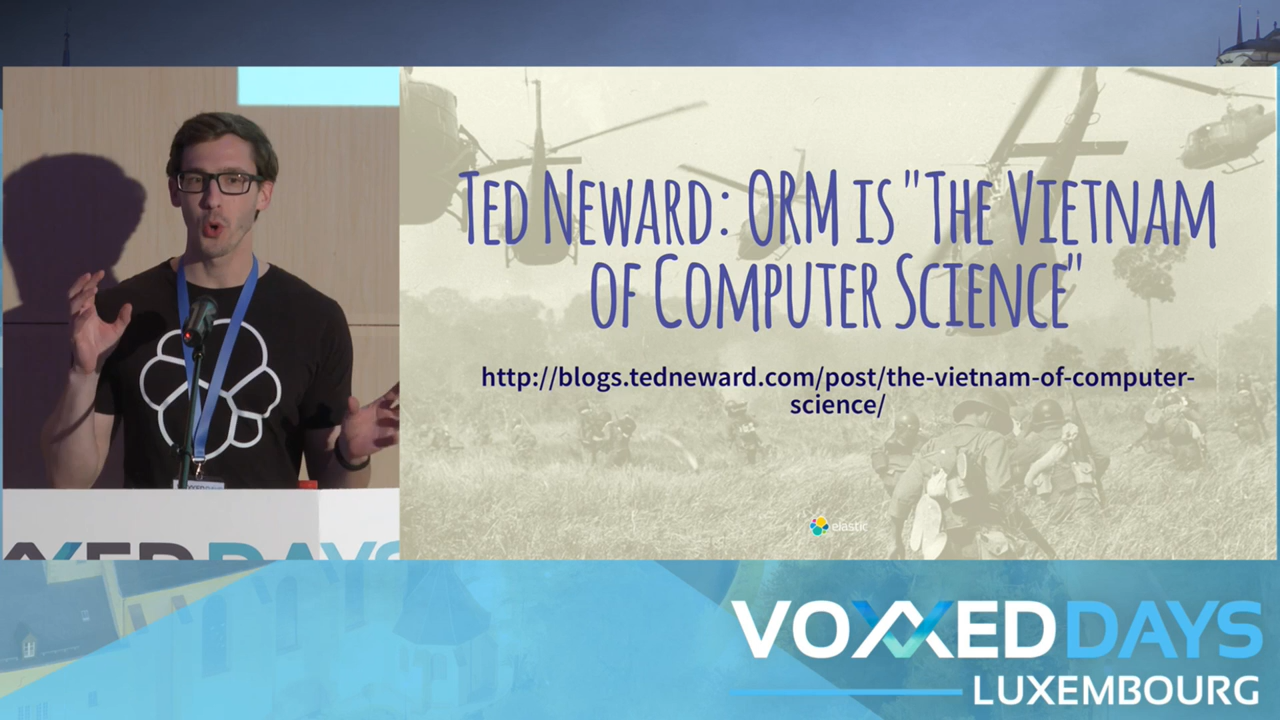 TED NEWARD: ORM IS "THE VIETNAM
OF COMPUTER SCIENCE"
http://blogs.tedneward.com/post/the-vietnam-of-computer-
science/
elastic
VOXXED DAYS
VOXXEDDAYS
LUXEMBOURG